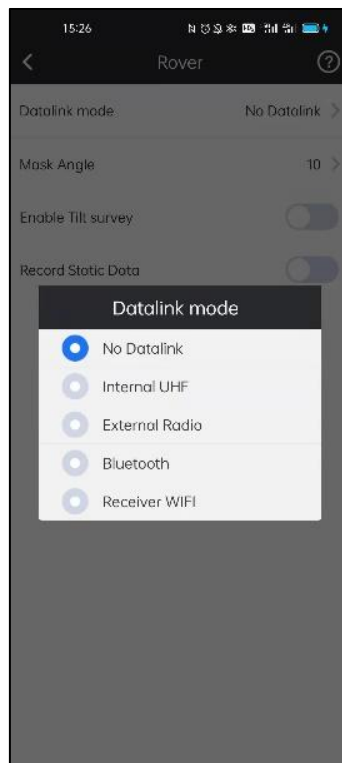 15:26
Rover
Datalink mode No Datalink
Mask Angle 10
Enable Tilt survey
Record Static Data
Datalink mode
No Datalink
Internal UHF
External Radio
Bluetooth
Receiver WIFI